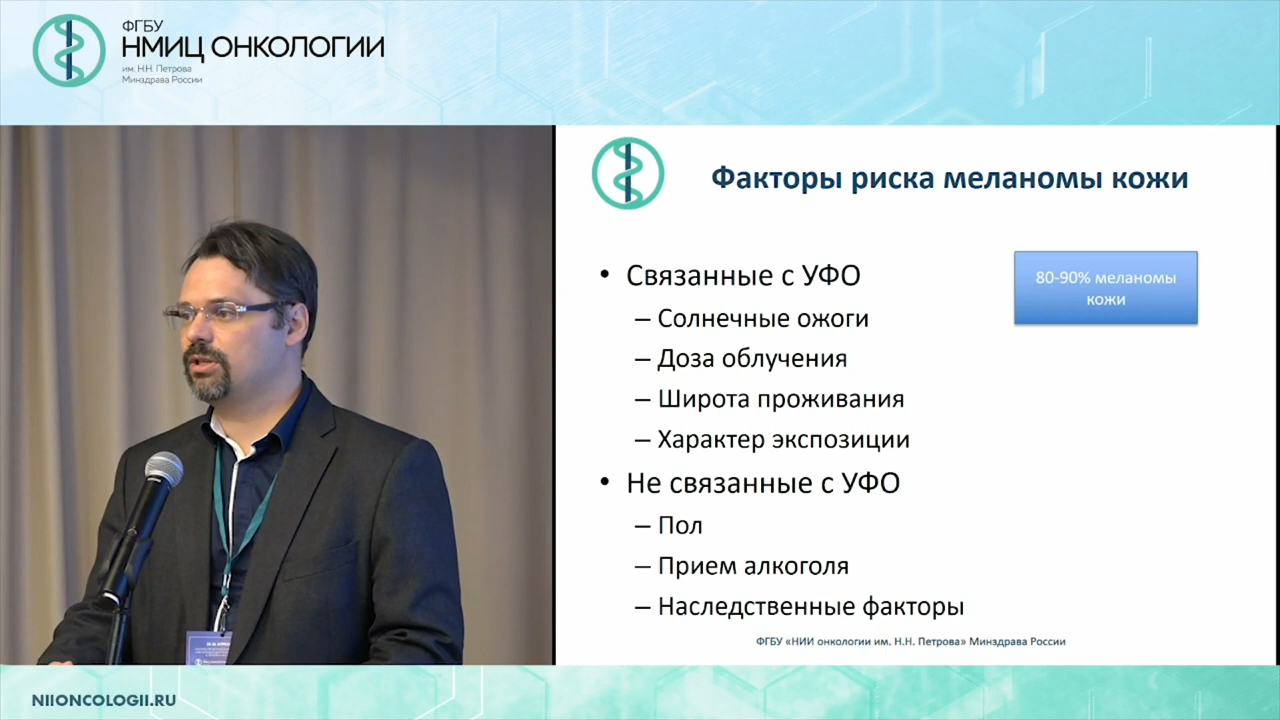 ФГБУ
НМИЦ ОНКОЛОГИИ
им. Н.Н. Петрова
Минздрава России
Факторы риска меланомы кожи
• Связанные с УФО
80-90% меланомы
кожи
– Солнечные ожоги
– Доза облучения
– Широта проживания
– Характер экспозиции
• Не связанные с УФО
– Пол
– Прием алкоголя
– Наследственные факторы
ФГБУ «НИИ онкологии им. Н.Н. Петрова» Минздрава России
NIIONCOLOGII.RU